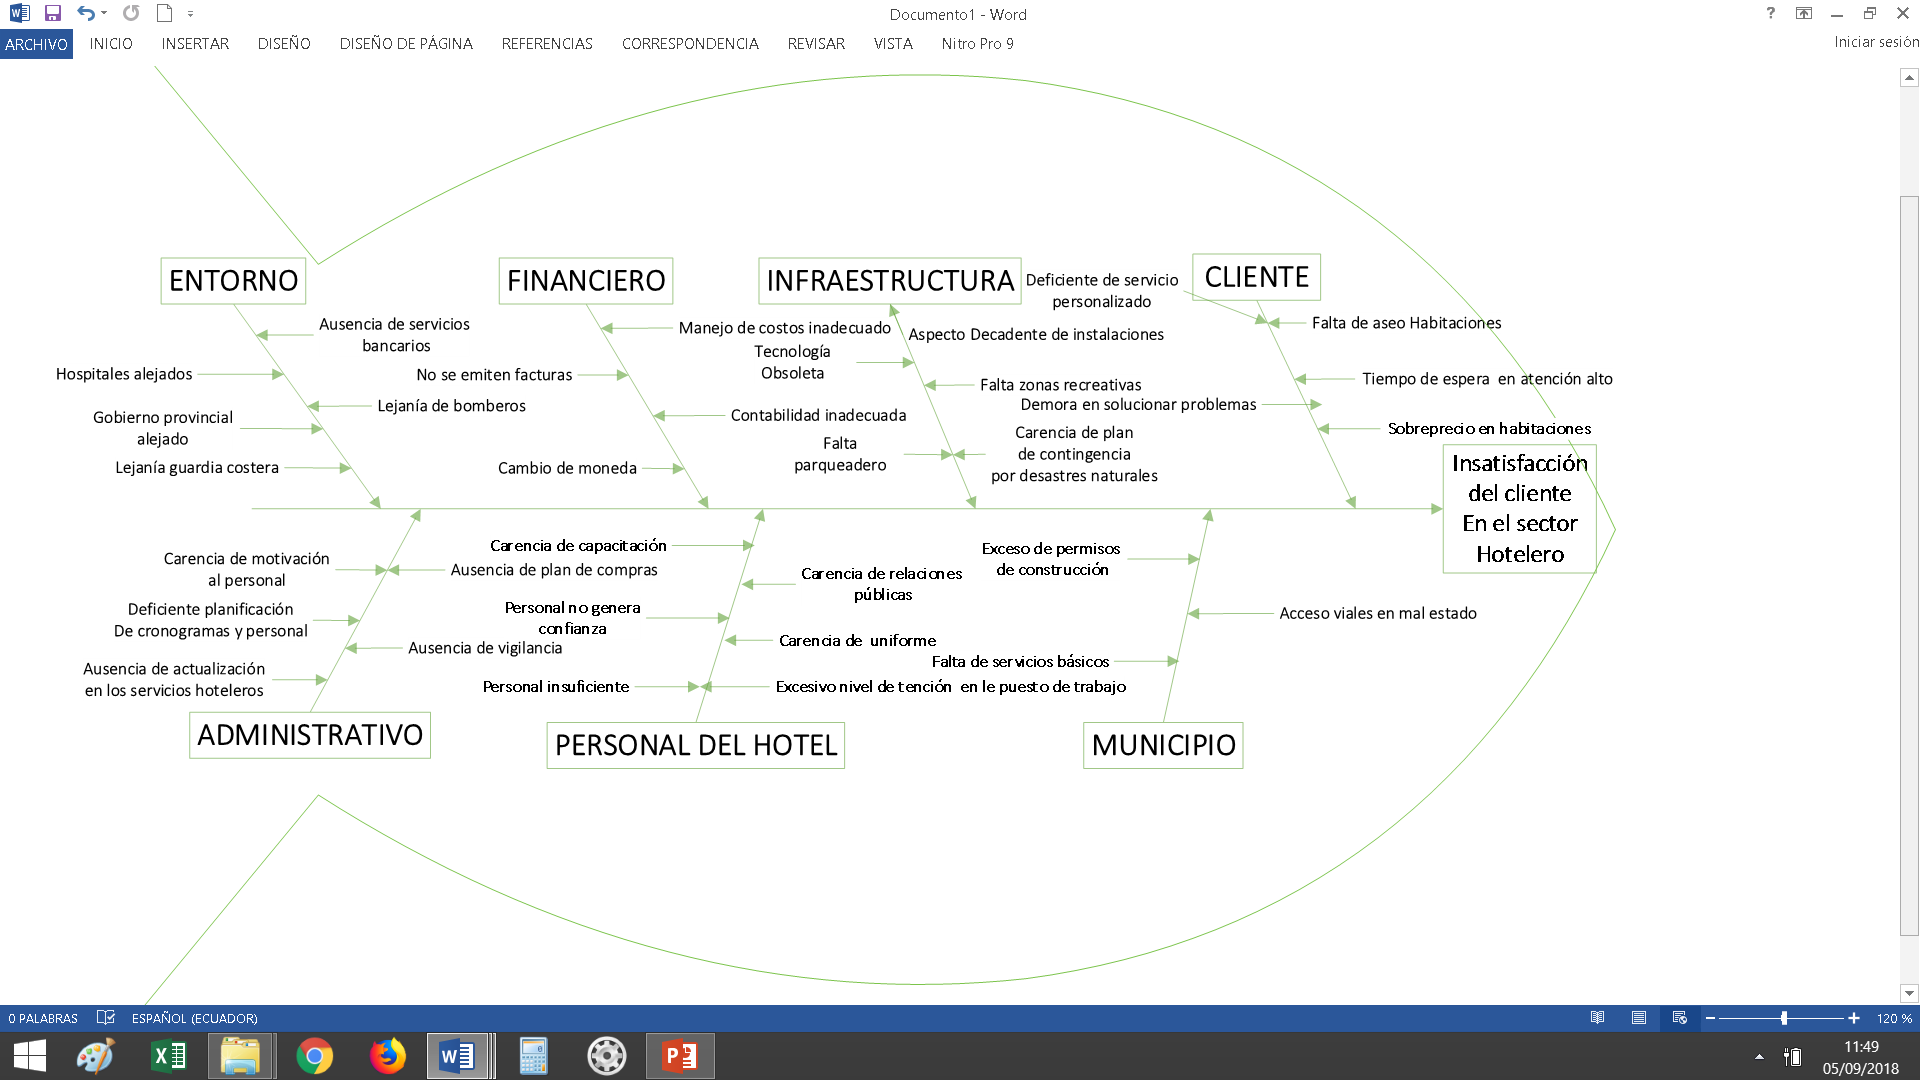 Documento1 - Word
?
ARCHIVO INICIO INSERTAR DISEÑO DISEÑO DE PÁGINA REFERENCIAS CORRESPONDENCIA REVISAR VISTA Nitro Pro 9
Iniciar sesión
ENTORNO
Ausencia de servicios
bancarios
Hospitales alejados
Lejanía de bomberos
Gobierno provincial
alejado
Lejanía guardia costera
FINANCIERO
Manejo de costos inadecuado
No se emiten facturas
Contabilidad inadecuada
Cambio de moneda
INFRAESTRUCTURA
Aspecto Decadente de instalaciones
Tecnología
Obsoleta
Falta zonas recreativas
Falta
parqueadero
Carencia de plan
de contingencia
por desastres naturales
CLIENTE
Deficiente de servicio
personalizado
Falta de aseo Habitaciones
Tiempo de espera en atención alto
Demora en solucionar problemas
Sobreprecio en habitaciones
Insatisfacción
del cliente
En el sector
Hotelero
Carencia de motivación
al personal
Ausencia de plan de compras
Deficiente planificación
De cronogramas y personal
Ausencia de vigilancia
Ausencia de actualización
en los servicios hoteleros
ADMINISTRATIVO
Carencia de capacitación
Carencia de relaciones
públicas
Personal no genera
confianza
Carencia de uniforme
Personal insuficiente
Excesivo nivel de tención en le puesto de trabajo
PERSONAL DEL HOTEL
Exceso de permisos
de construcción
Acceso viales en mal estado
Falta de servicios básicos
MUNICIPIO
0 PALABRAS ESPAÑOL (ECUADOR)
120 %
11:49
05/09/2018